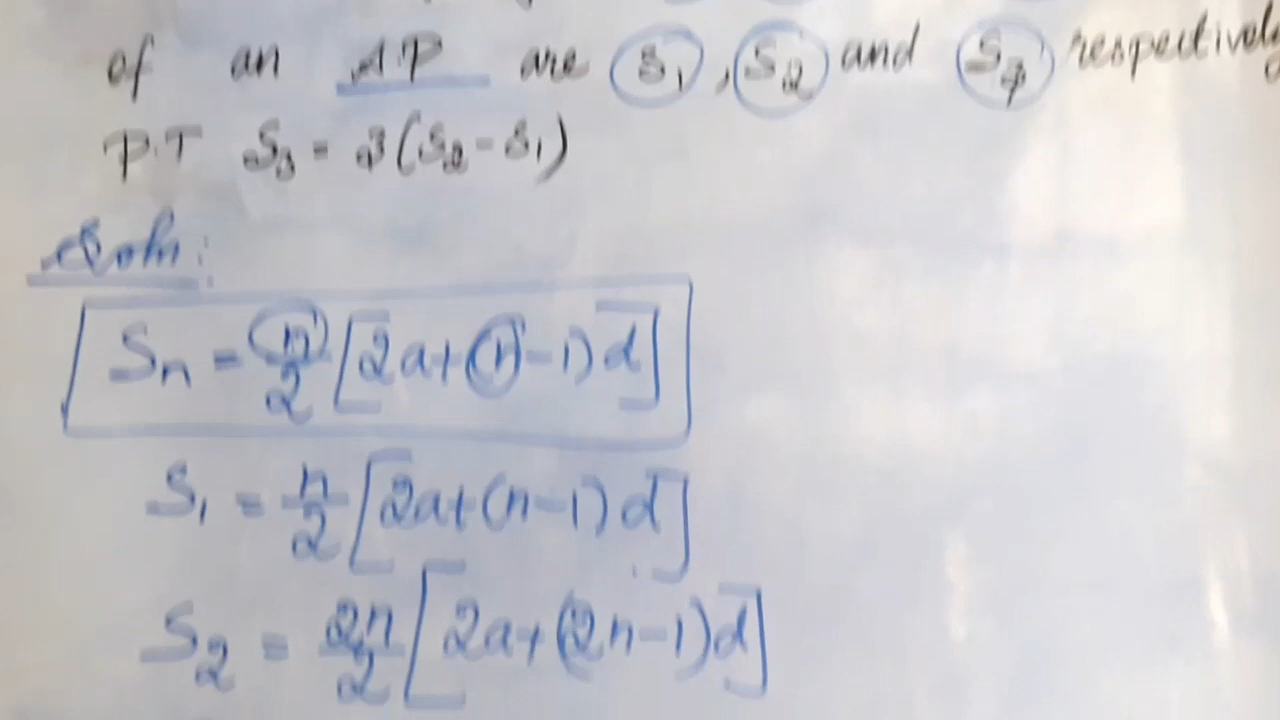 of an A.P are S₁, S₂ and S₃ respectively
P.T S₃ = 3(S₂ - S₁)
Soln:
Sₙ = n/2 [2a+(n-1)d]
S₁ = n/2 [2a+(n-1)d]
S₂ = 2n/2 [2a+(2n-1)d]